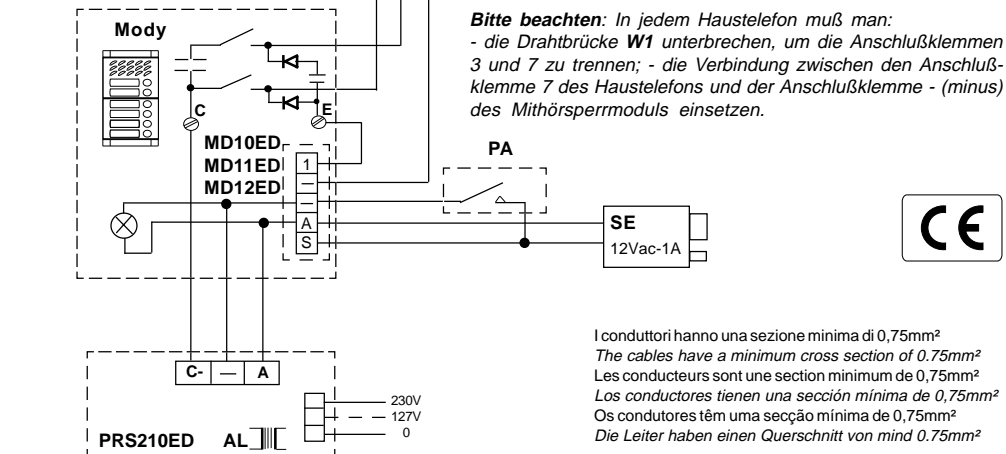 Bitte beachten: In jedem Haustelefon muß man:
- die Drahtbrücke W1 unterbrechen, um die Anschlußklemmen
3 und 7 zu trennen; - die Verbindung zwischen den Anschluß-
klemme 7 des Haustelefons und der Anschlußklemme - (minus)
des Mithörsperrmoduls einsetzen.
Mody
C
E
MD10ED
MD11ED
MD12ED
1
—
—
A
S
PA
SE
12Vac-1A
CE
I conduttori hanno una sezione minima di 0,75mm²
The cables have a minimum cross section of 0.75mm²
Les conducteurs sont une section minimum de 0,75mm²
Los conductores tienen una sección mínima de 0,75mm²
Os condutores têm uma secção mínima de 0,75mm²
Die Leiter haben einen Querschnitt von mind 0.75mm²
C- — A
230V
127V
0
PRS210ED AL